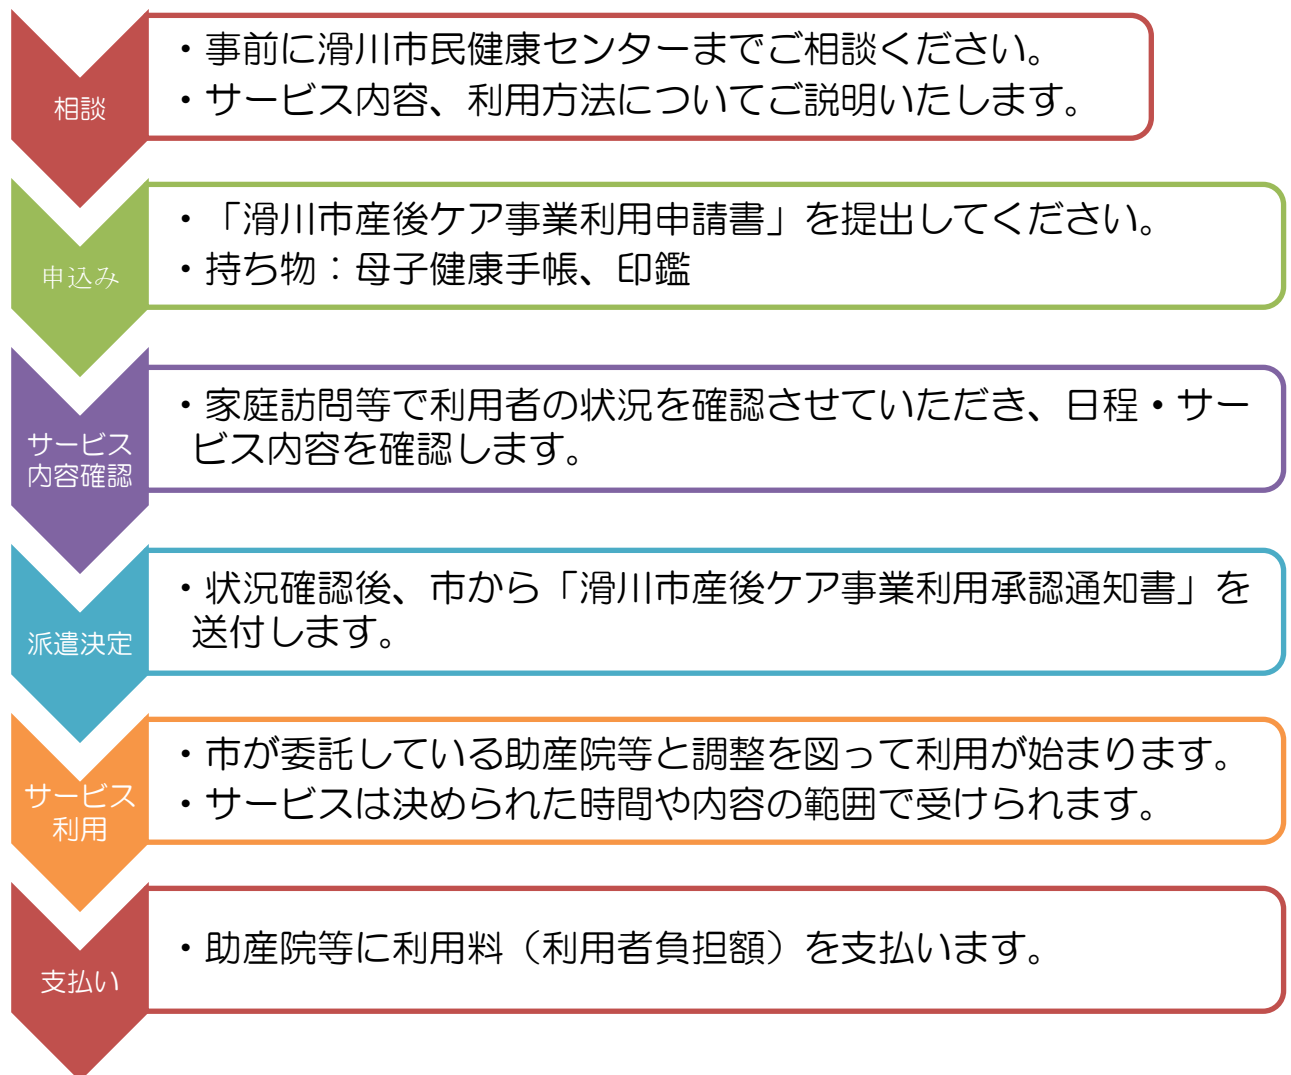 相談
・事前に滑川市民健康センターまでご相談ください。
・サービス内容、利用方法についてご説明いたします。
申込み
・「滑川市産後ケア事業利用申請書」を提出してください。
・持ち物：母子健康手帳、印鑑
サービス
内容確認
・家庭訪問等で利用者の状況を確認させていただき、日程・サー
ビス内容を確認します。
派遣決定
・状況確認後、市から「滑川市産後ケア事業利用承認通知書」を
送付します。
サービス
利用
・市が委託している助産院等と調整を図って利用が始まります。
・サービスは決められた時間や内容の範囲で受けられます。
支払い
・助産院等に利用料（利用者負担額）を支払います。